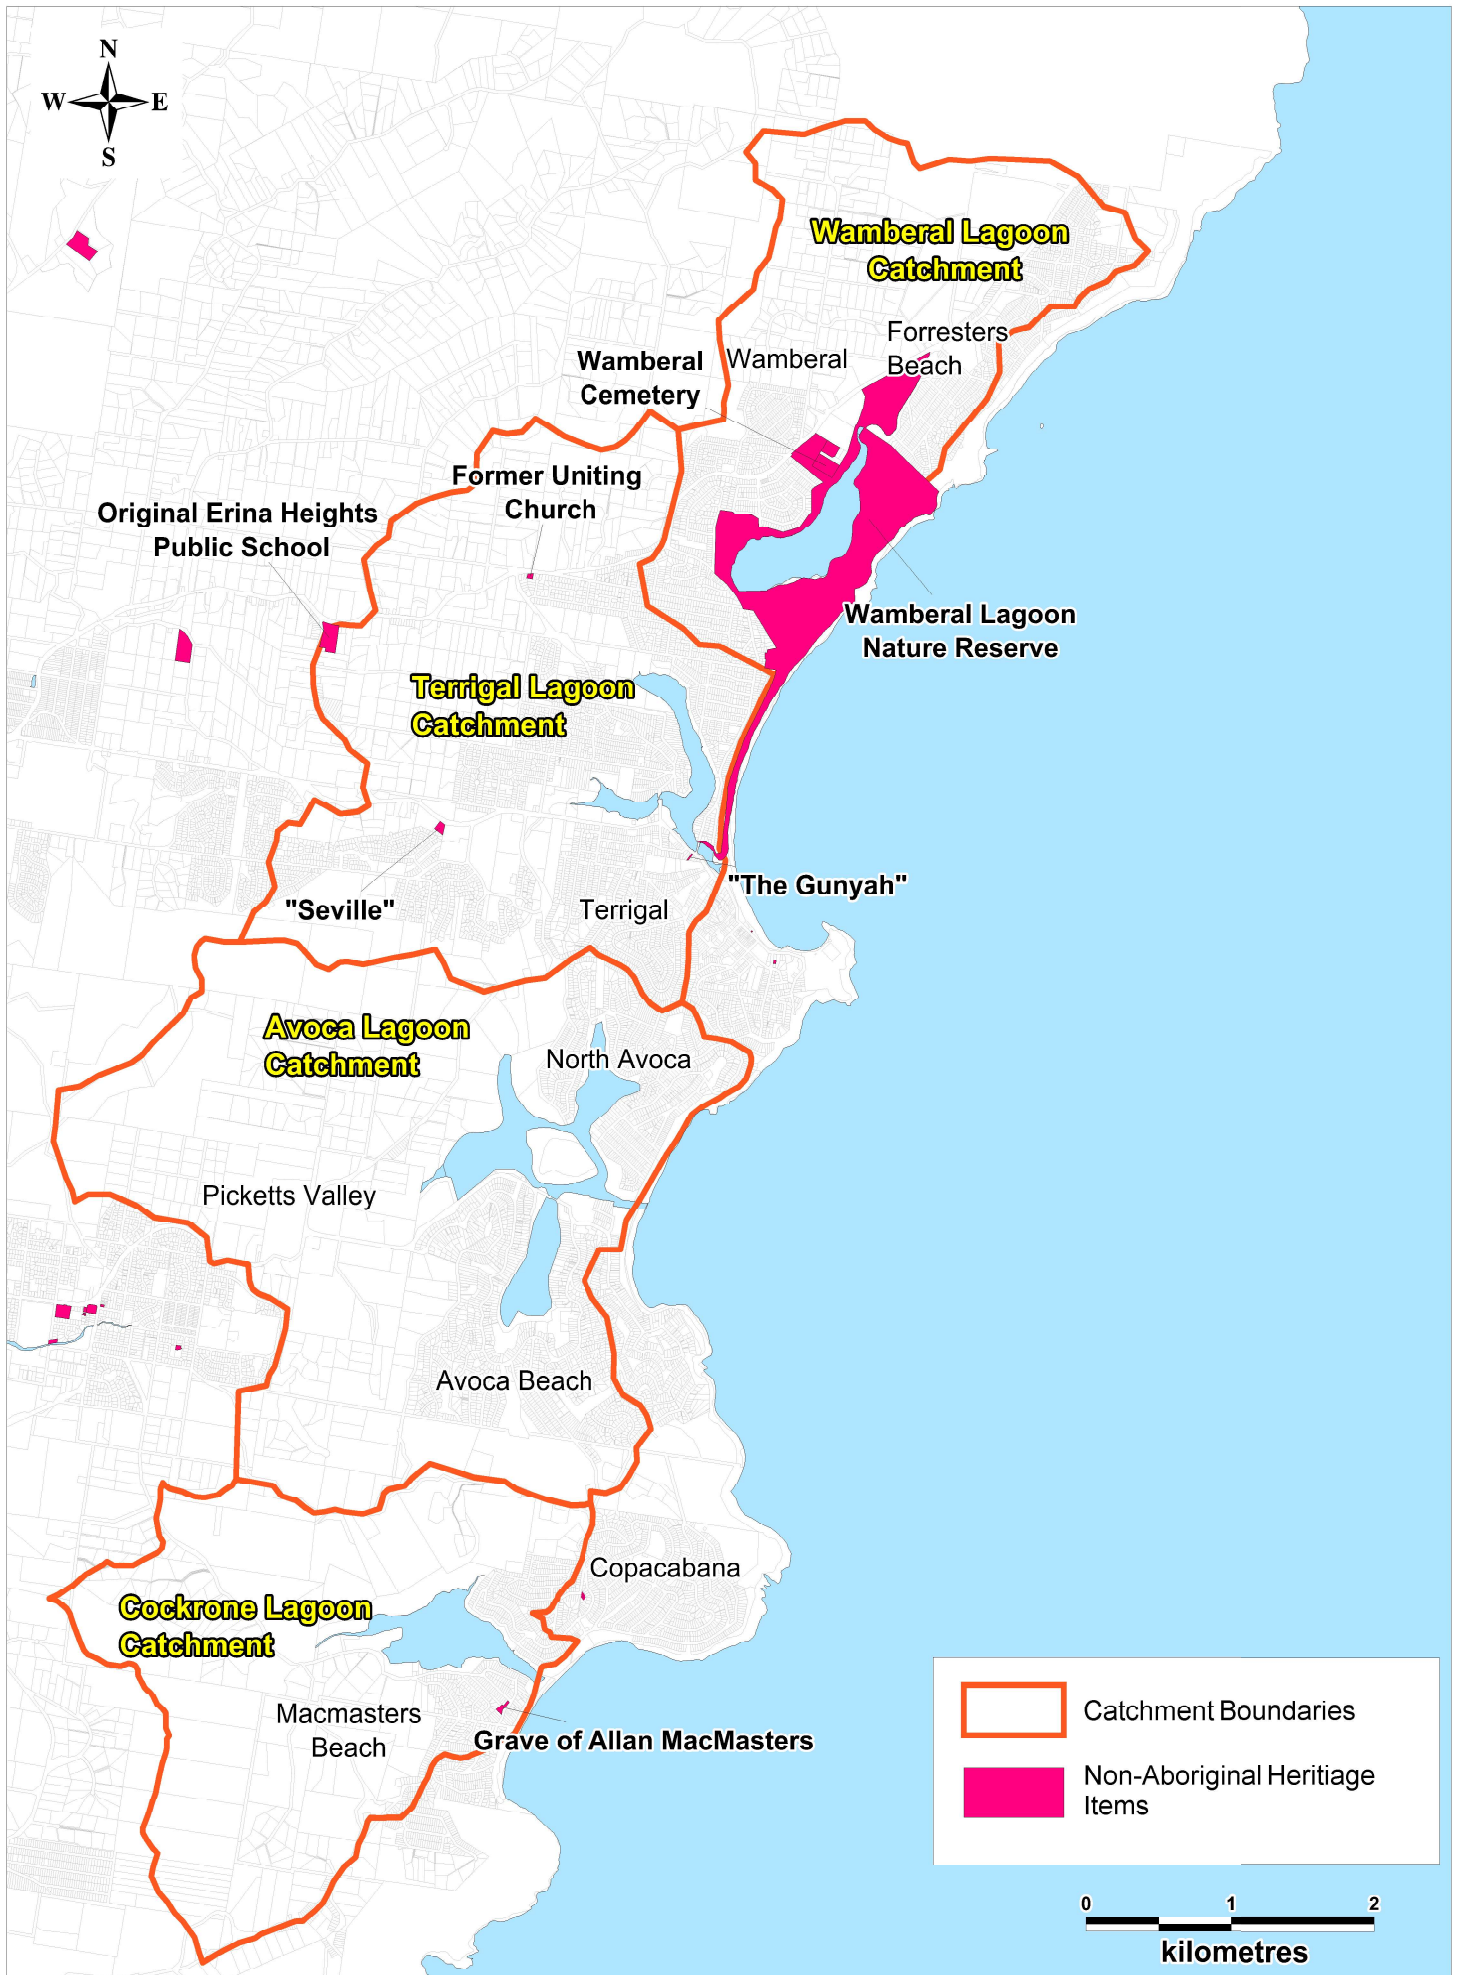 N
W E
S
Wamberal Lagoon
Catchment
Forresters
Beach
Wamberal
Wamberal
Cemetery
Former Uniting
Church
Original Erina Heights
Public School
Wamberal Lagoon
Nature Reserve
Terrigal Lagoon
Catchment
"The Gunyah"
"Seville"
Terrigal
Avoca Lagoon
Catchment
North Avoca
Picketts Valley
Avoca Beach
Copacabana
Cockrone Lagoon
Catchment
Macmasters
Beach
Grave of Allan MacMasters
Catchment Boundaries
Non-Aboriginal Heritiage
Items
0 1 2
kilometres